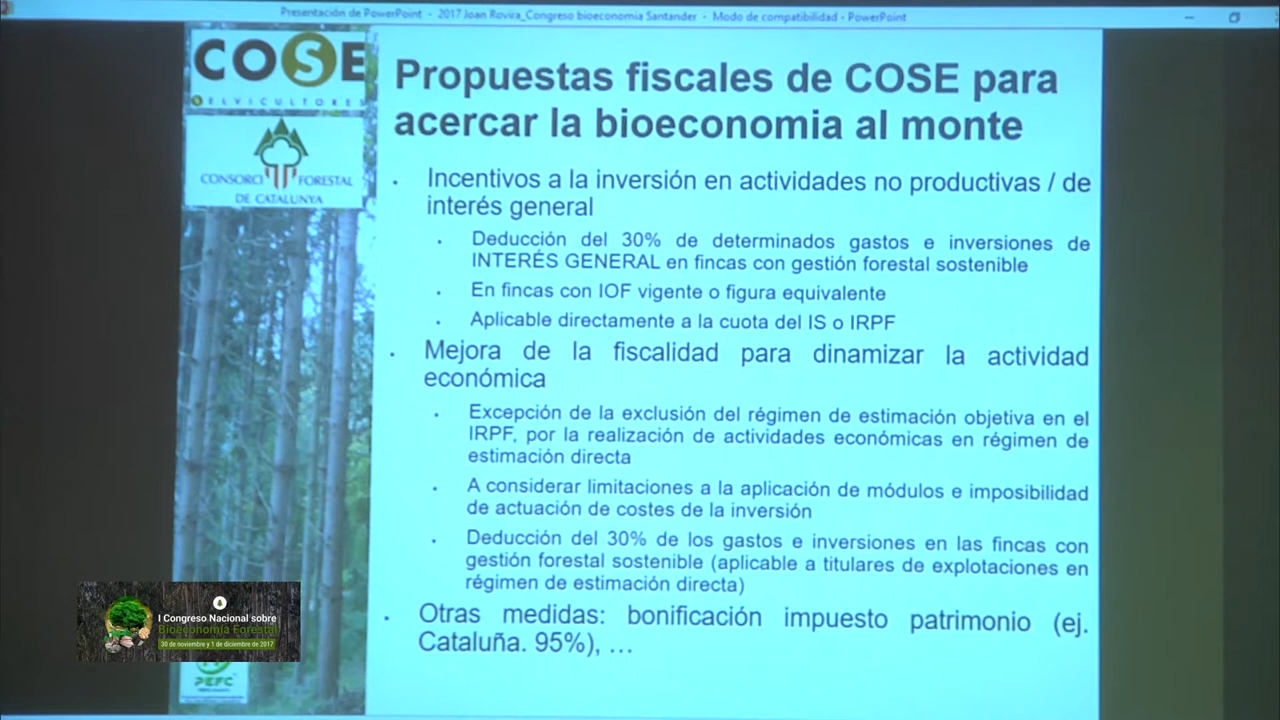 Presentación de PowerPoint - 2017 Joan Rovira_Congreso bioeconomia Santander - Modo de compatibilidad - PowerPoint
COSE
SELVICULTORES
CONSORCI FORESTAL
DE CATALUNYA
Propuestas fiscales de COSE para
acercar la bioeconomia al monte
• Incentivos a la inversión en actividades no productivas / de
interés general
• Deducción del 30% de determinados gastos e inversiones de
INTERÉS GENERAL en fincas con gestión forestal sostenible
• En fincas con IOF vigente o figura equivalente
• Aplicable directamente a la cuota del IS o IRPF
• Mejora de la fiscalidad para dinamizar la actividad
económica
• Excepción de la exclusión del régimen de estimación objetiva en el
IRPF, por la realización de actividades económicas en régimen de
estimación directa
• A considerar limitaciones a la aplicación de módulos e imposibilidad
de actuación de costes de la inversión
• Deducción del 30% de los gastos e inversiones en las fincas con
gestión forestal sostenible (aplicable a titulares de explotaciones en
régimen de estimación directa)
• Otras medidas: bonificación impuesto patrimonio (ej.
Cataluña. 95%), ...
I Congreso Nacional sobre
Bioeconomía Forestal
30 de noviembre y 1 de diciembre de 2017
PEFC